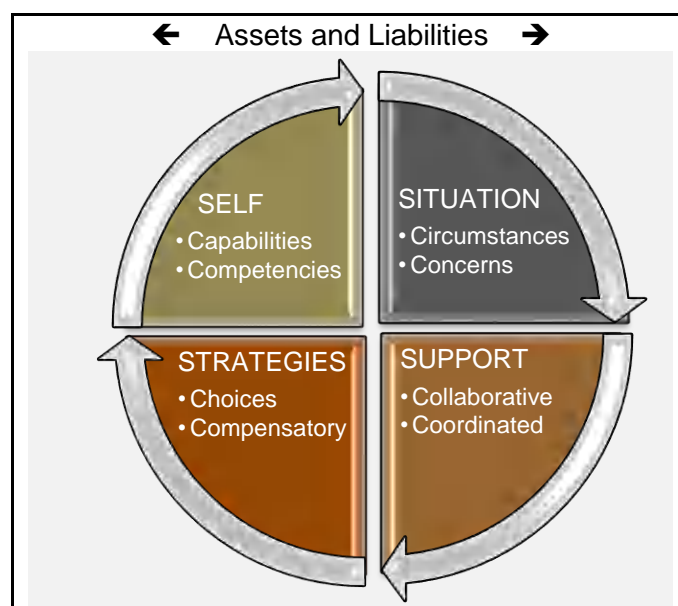 ← Assets and Liabilities →
SELF
• Capabilities
• Competencies
SITUATION
• Circumstances
• Concerns
STRATEGIES
• Choices
• Compensatory
SUPPORT
• Collaborative
• Coordinated